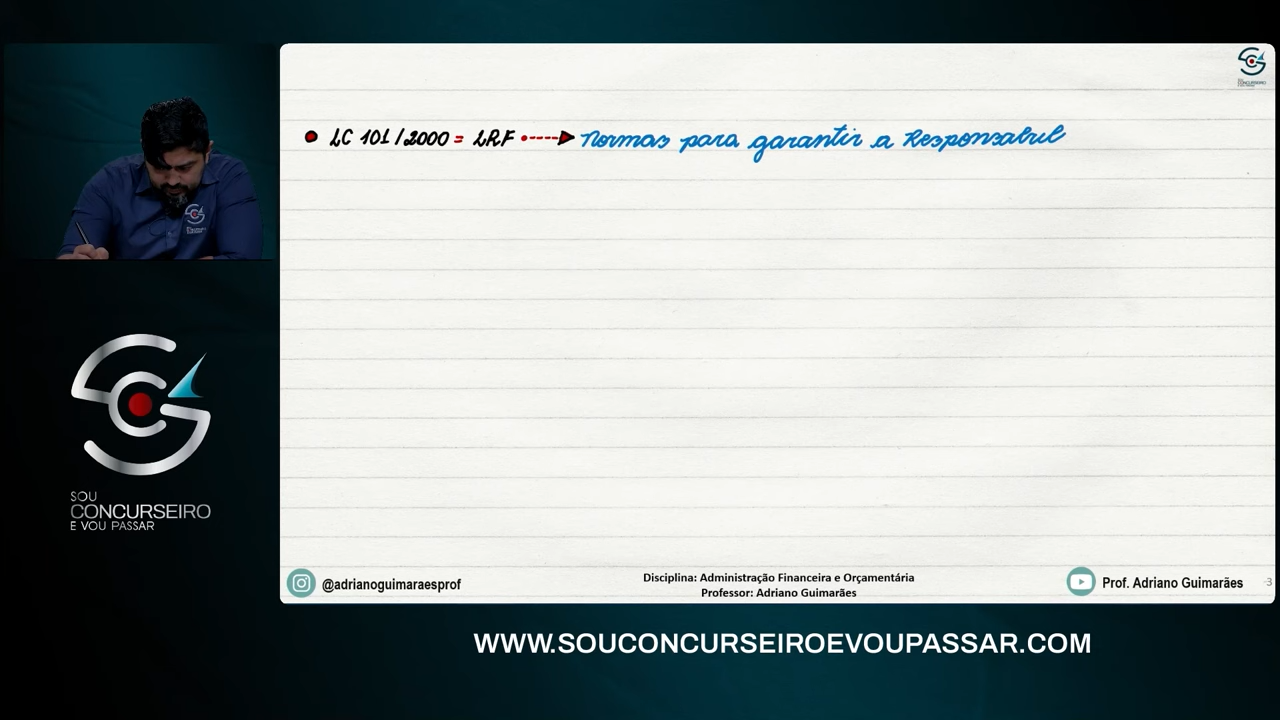 LC 101/2000 = LRF normas para garantir a Responsabil
SOU
CONCURSEIRO
E VOU PASSAR
@adrianoguimaraesprof
Disciplina: Administração Financeira e Orçamentária
Professor: Adriano Guimarães
Prof. Adriano Guimarães
3
WWW.SOUCONCURSEIROEVOUPASSAR.COM